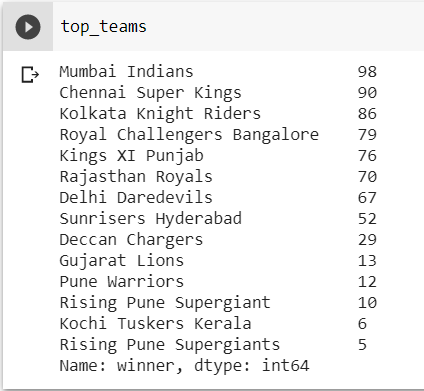 top_teams
Mumbai Indians 98
Chennai Super Kings 90
Kolkata Knight Riders 86
Royal Challengers Bangalore 79
Kings XI Punjab 76
Rajasthan Royals 70
Delhi Daredevils 67
Sunrisers Hyderabad 52
Deccan Chargers 29
Gujarat Lions 13
Pune Warriors 12
Rising Pune Supergiant 10
Kochi Tuskers Kerala 6
Rising Pune Supergiants 5
Name: winner, dtype: int64